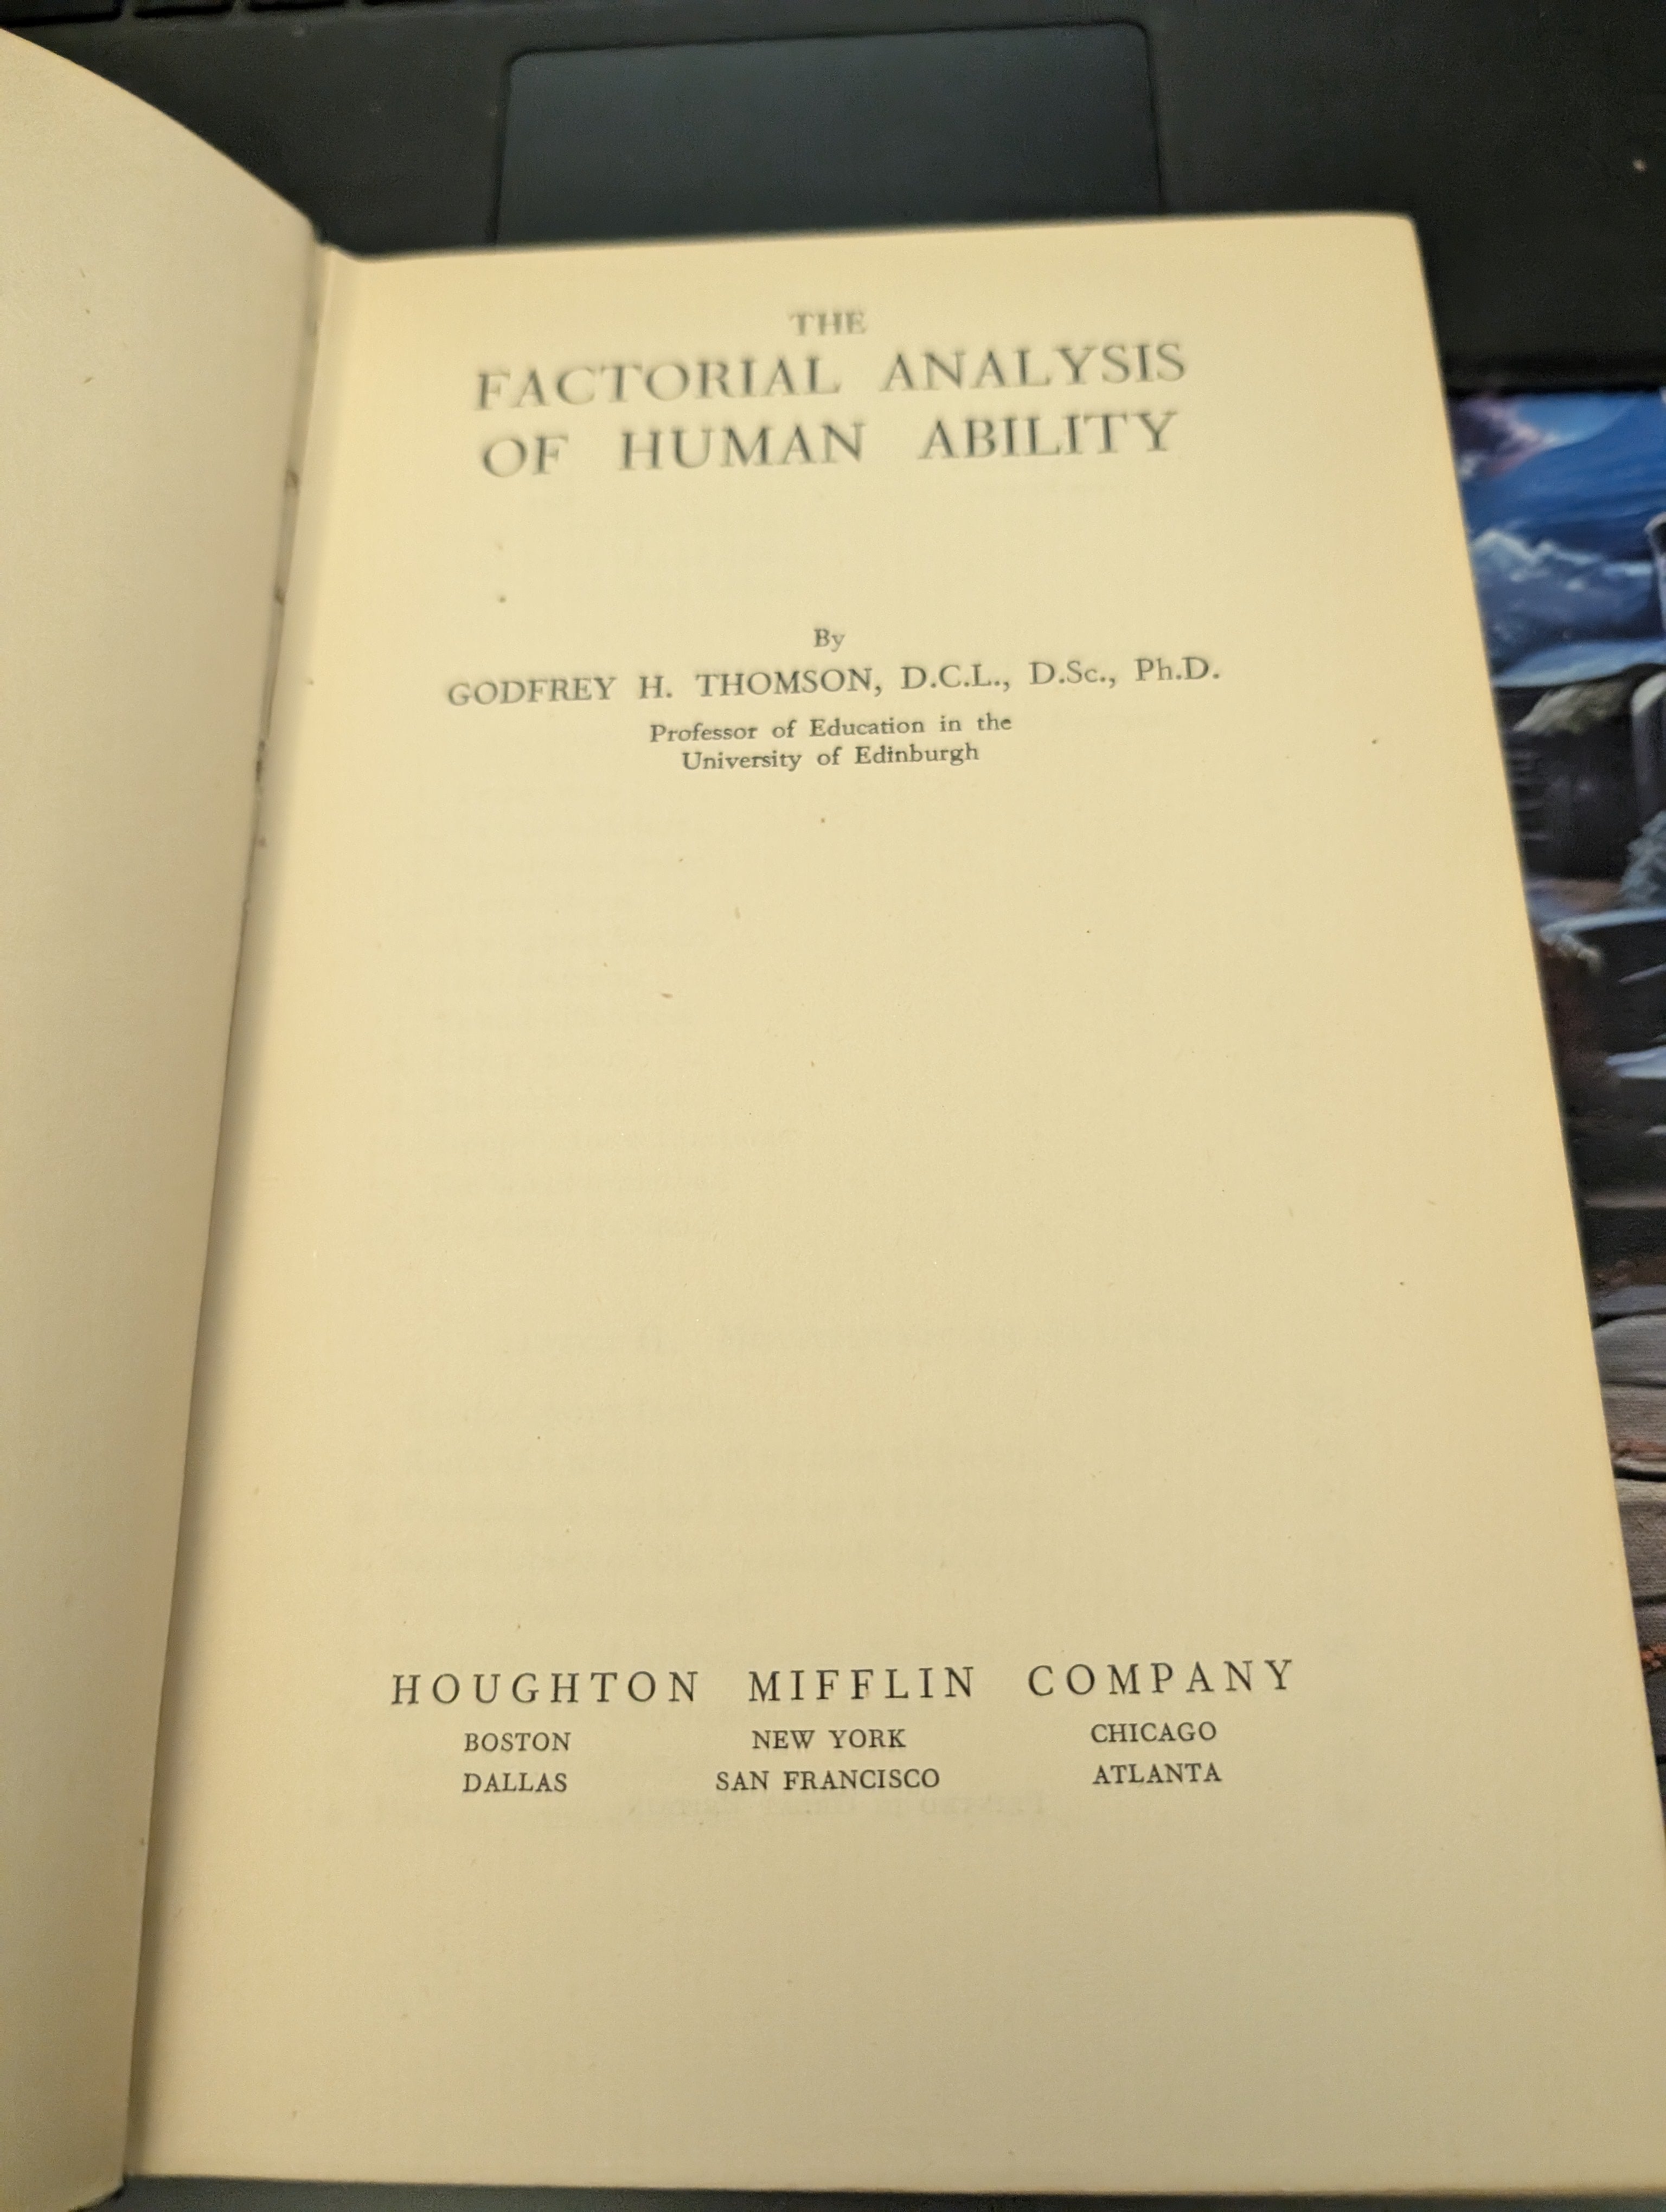 THE
FACTORIAL ANALYSIS
OF HUMAN ABILITY
By
GODFREY H. THOMSON, D.C.L., D.Sc., Ph.D.
Professor of Education in the
University of Edinburgh
HOUGHTON MIFFLIN COMPANY
BOSTON NEW YORK CHICAGO
DALLAS SAN FRANCISCO ATLANTA